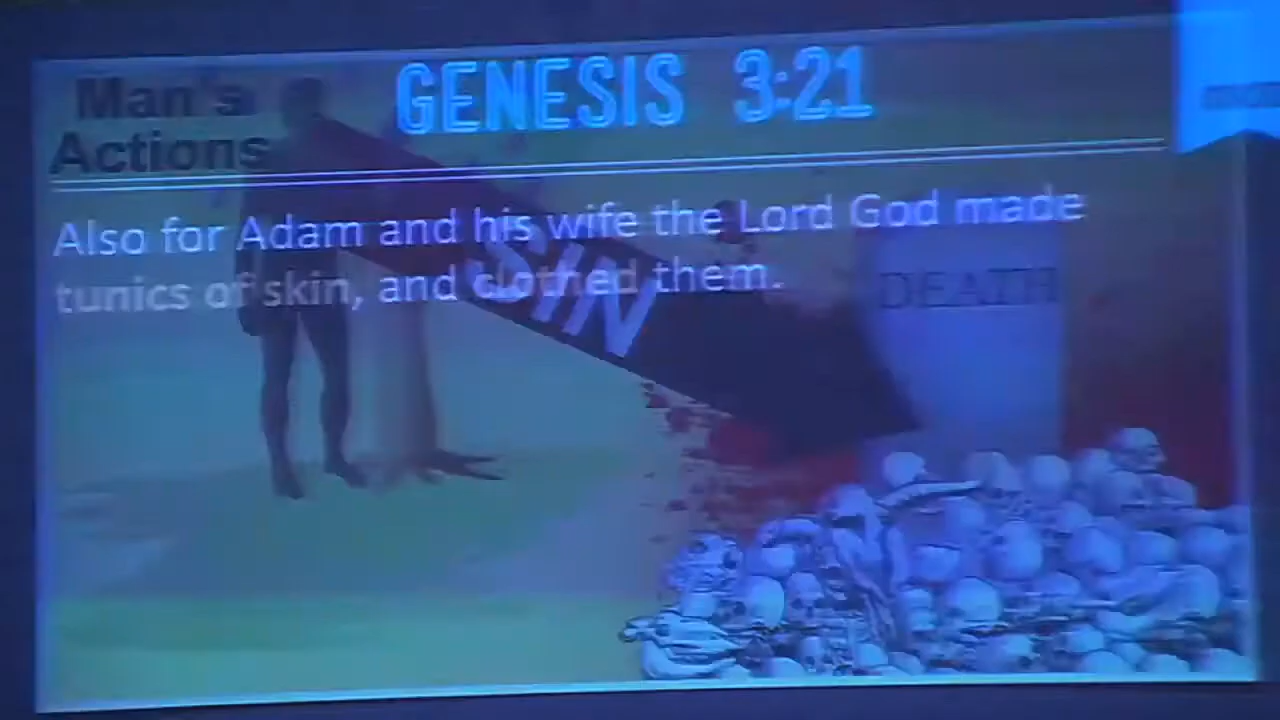 Man's
Actions
GENESIS 3:21
Also for Adam and his wife the Lord God made
tunics of skin, and clothed them.
SIN
DEATH